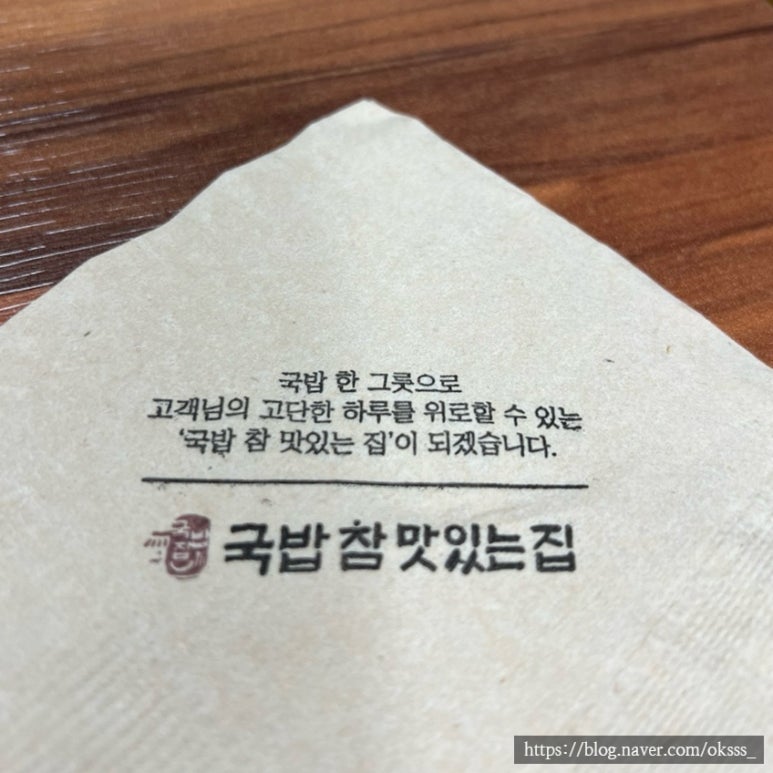 국밥 한 그릇으로
고객님의 고단한 하루를 위로할 수 있는
'국밥 참 맛있는 집'이 되겠습니다.
국밥 참 맛있는집
https://blog.naver.com/oksss_